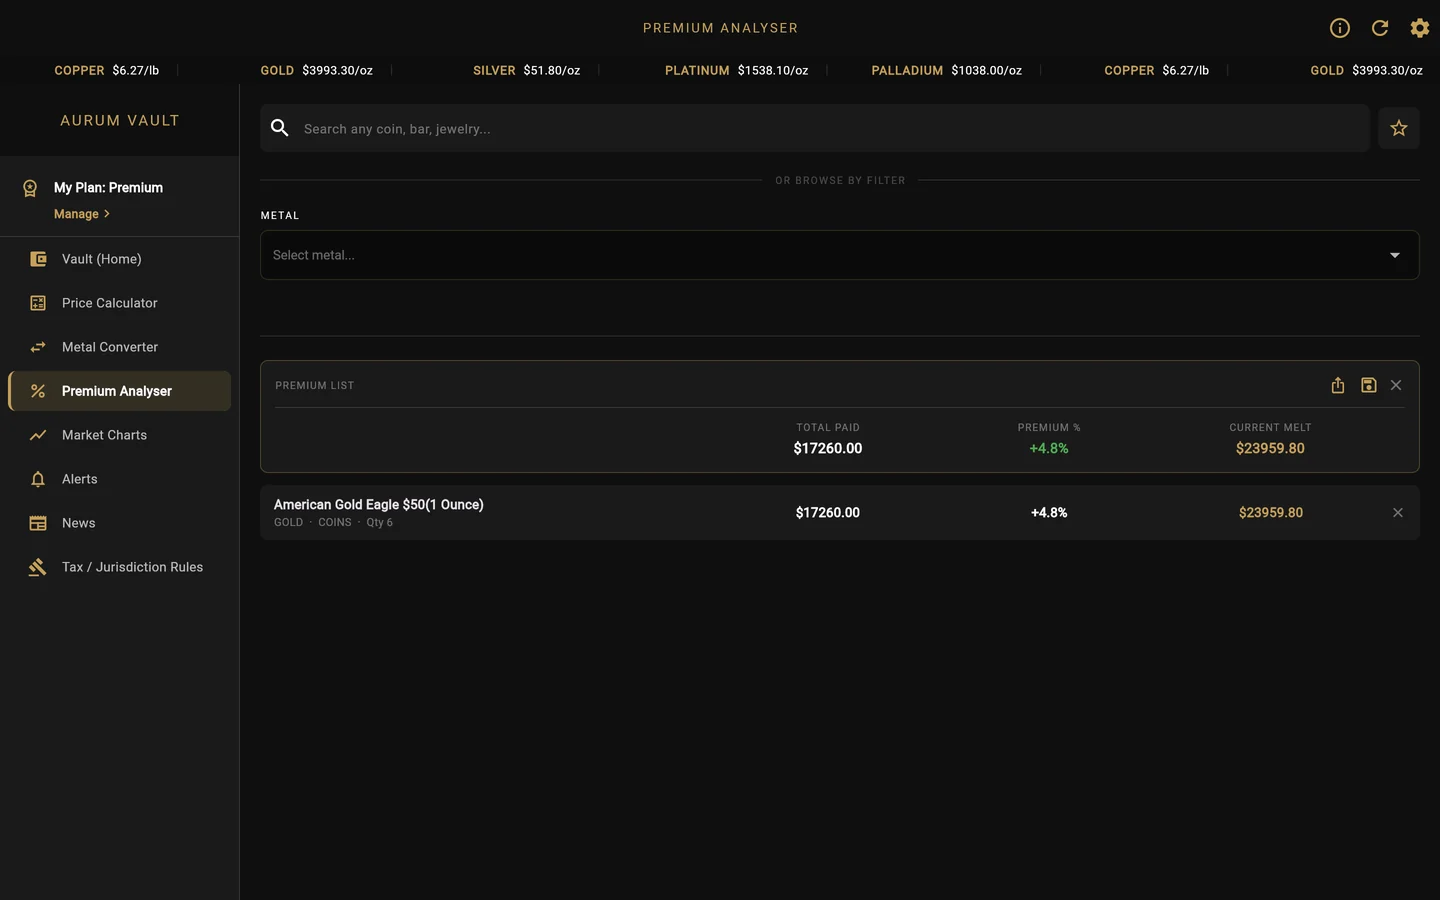 PREMIUM ANALYSER
COPPER $6.27/lb GOLD $3993.30/oz SILVER $51.80/oz PLATINUM $1538.10/oz PALLADIUM $1038.00/oz COPPER $6.27/lb GOLD $3993.30/oz
AURUM VAULT
My Plan: Premium
Manage >
Vault (Home)
Price Calculator
Metal Converter
Premium Analyser
Market Charts
Alerts
News
Tax / Jurisdiction Rules
Search any coin, bar, jewelry...
OR BROWSE BY FILTER
METAL
Select metal...
PREMIUM LIST
TOTAL PAID PREMIUM % CURRENT MELT
$17260.00 +4.8% $23959.80
American Gold Eagle $50(1 Ounce)
GOLD · COINS · Qty 6
$17260.00 +4.8% $23959.80